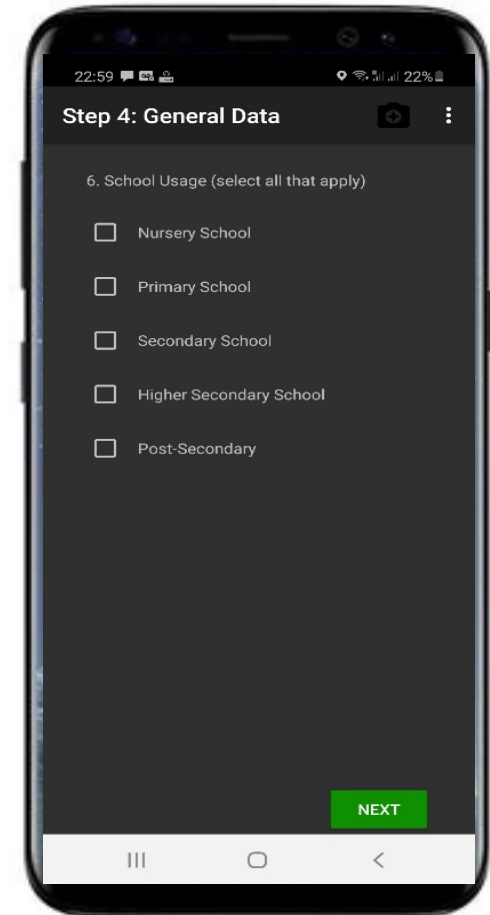 22:59 22%
Step 4: General Data
6. School Usage (select all that apply)
Nursery School
Primary School
Secondary School
Higher Secondary School
Post-Secondary
NEXT